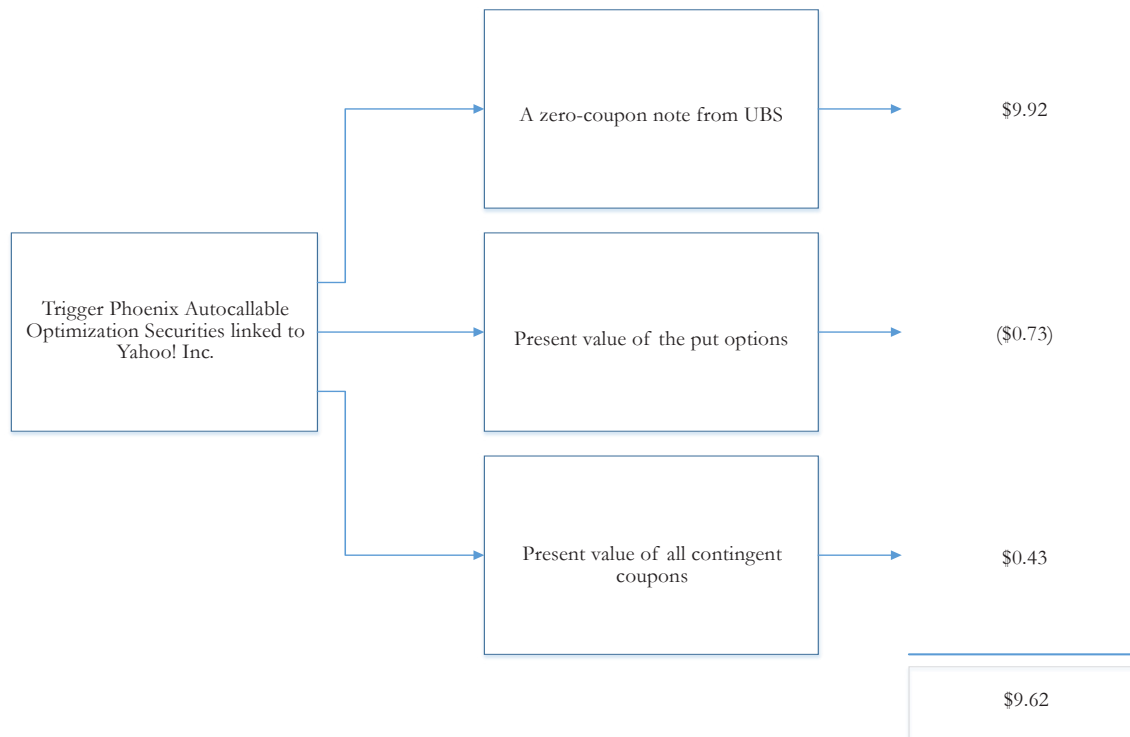 A zero-coupon note from UBS
$9.92
Trigger Phoenix Autocallable
Optimization Securities linked to
Yahoo! Inc.
Present value of the put options
($0.73)
Present value of all contingent
coupons
$0.43
$9.62